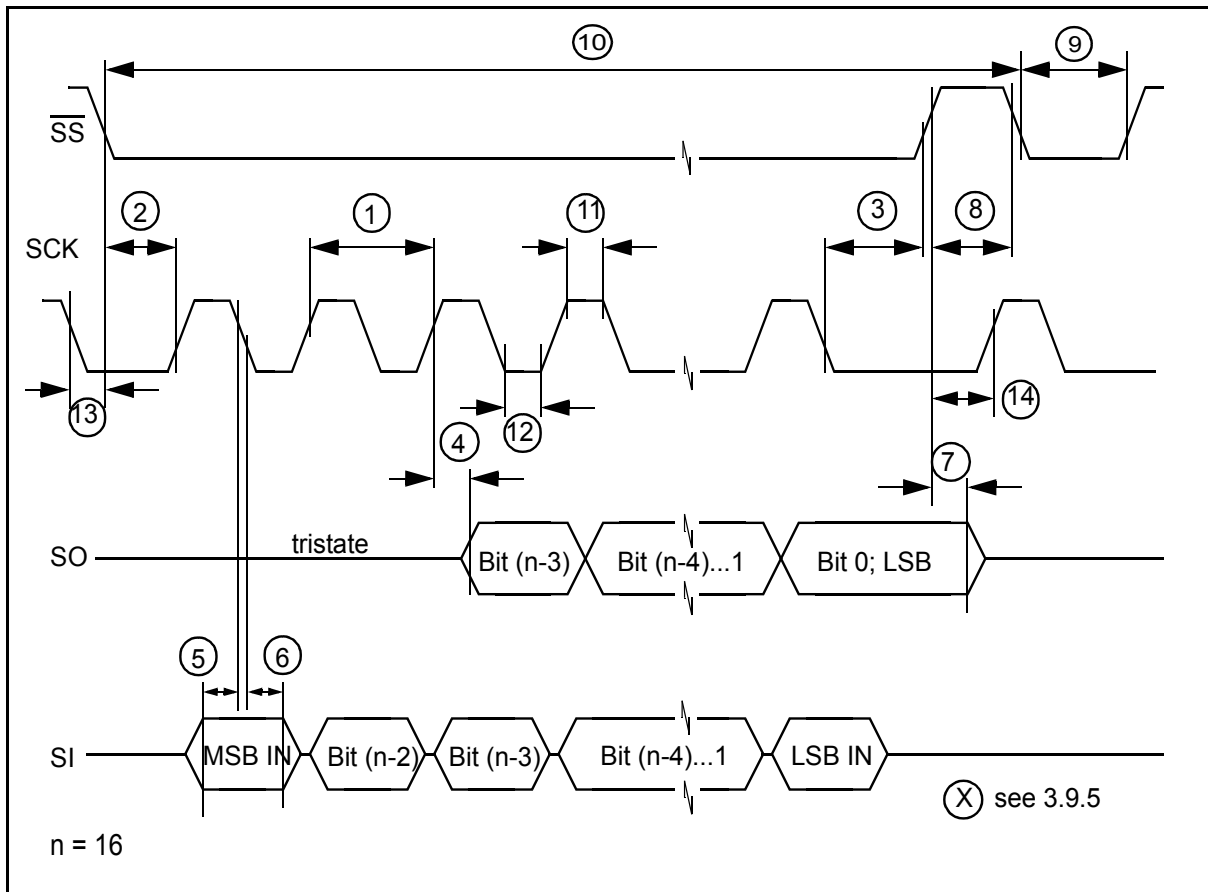 10
9
SS
2
1
11
3
8
SCK
13
4
12
14
7
SO
tristate
Bit (n-3)
Bit (n-4)...1
Bit 0; LSB
5
6
SI
MSB IN
Bit (n-2)
Bit (n-3)
Bit (n-4)...1
LSB IN
X see 3.9.5
n = 16